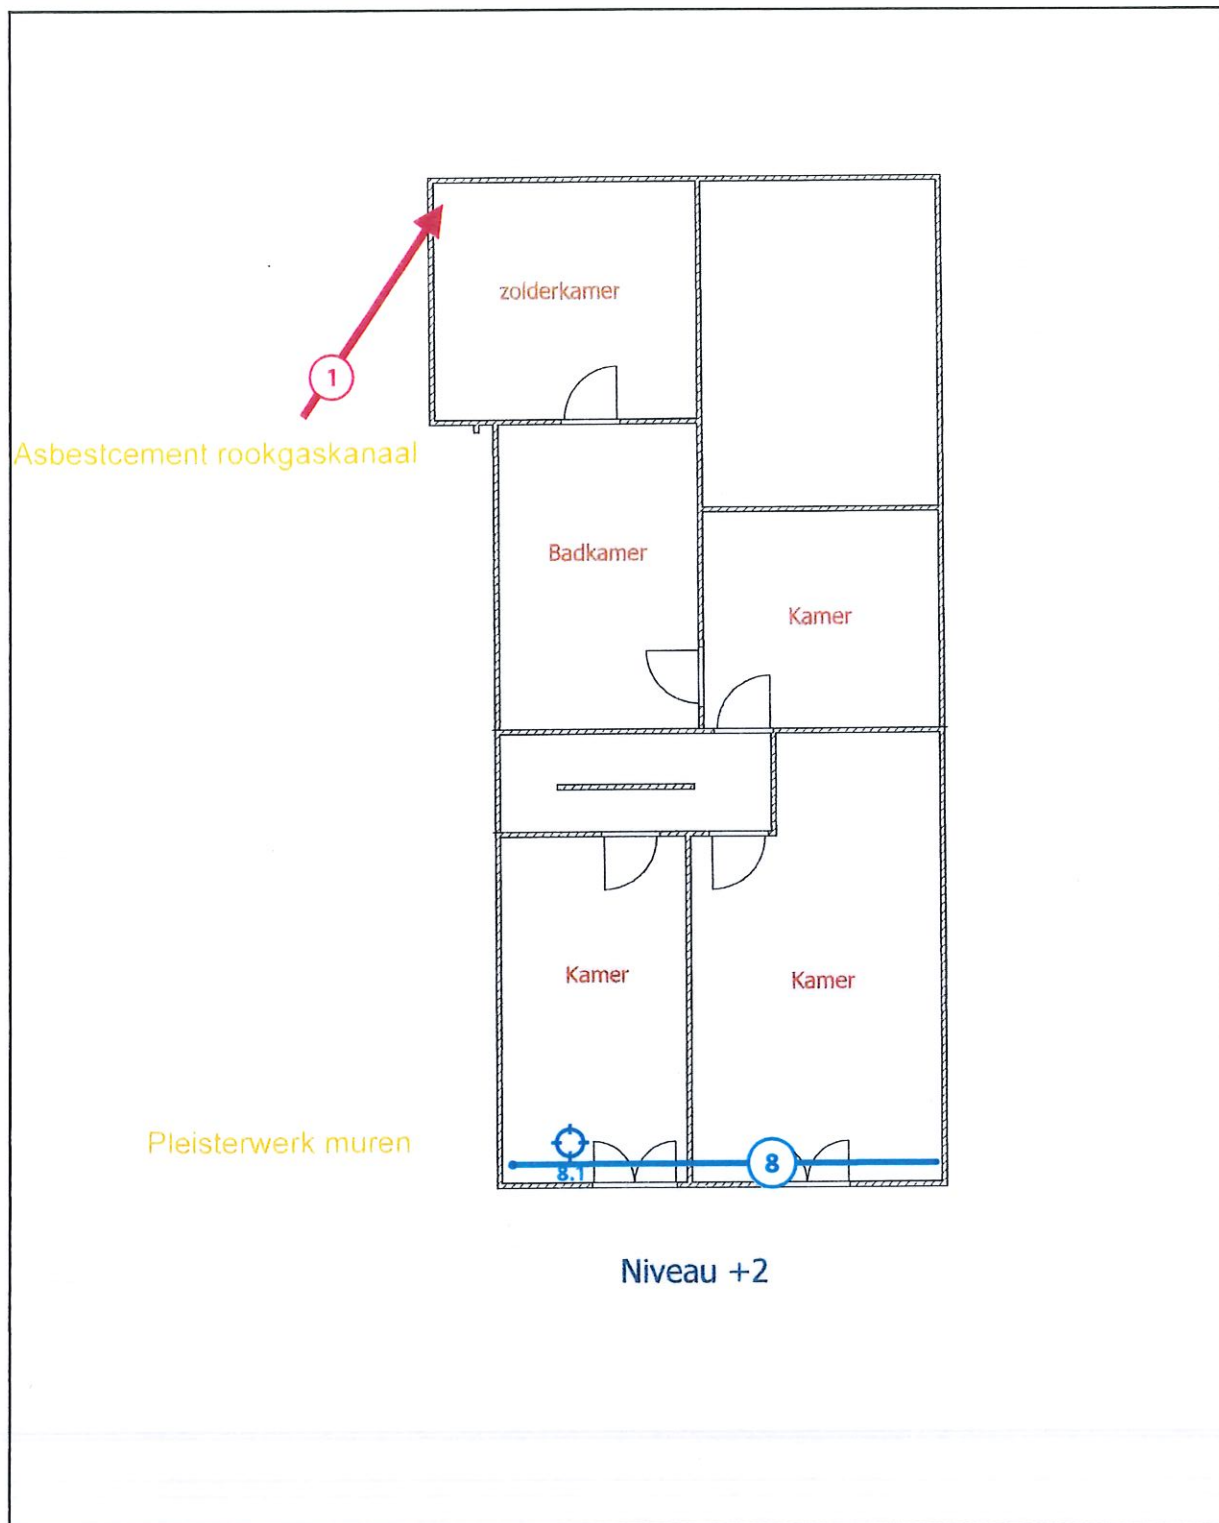 zolderkamer
1
Asbestcement rookgaskanaal
Badkamer
Kamer
Kamer
Kamer
Pleisterwerk muren
8.1
8
Niveau +2